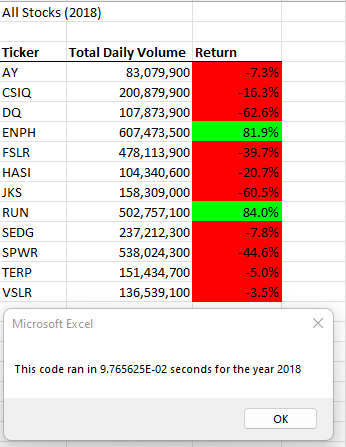 All Stocks (2018)
Ticker Total Daily Volume Return
AY 83,079,900 -7.3%
CSIQ 200,879,900 -16.3%
DQ 107,873,900 -62.6%
ENPH 607,473,500 81.9%
FSLR 478,113,900 -39.7%
HASI 104,340,600 -20.7%
JKS 158,309,000 -60.5%
RUN 502,757,100 84.0%
SEDG 237,212,300 -7.8%
SPWR 538,024,300 -44.6%
TERP 151,434,700 -5.0%
VSLR 136,539,100 -3.5%
Microsoft Excel
This code ran in 9.765625E-02 seconds for the year 2018
OK